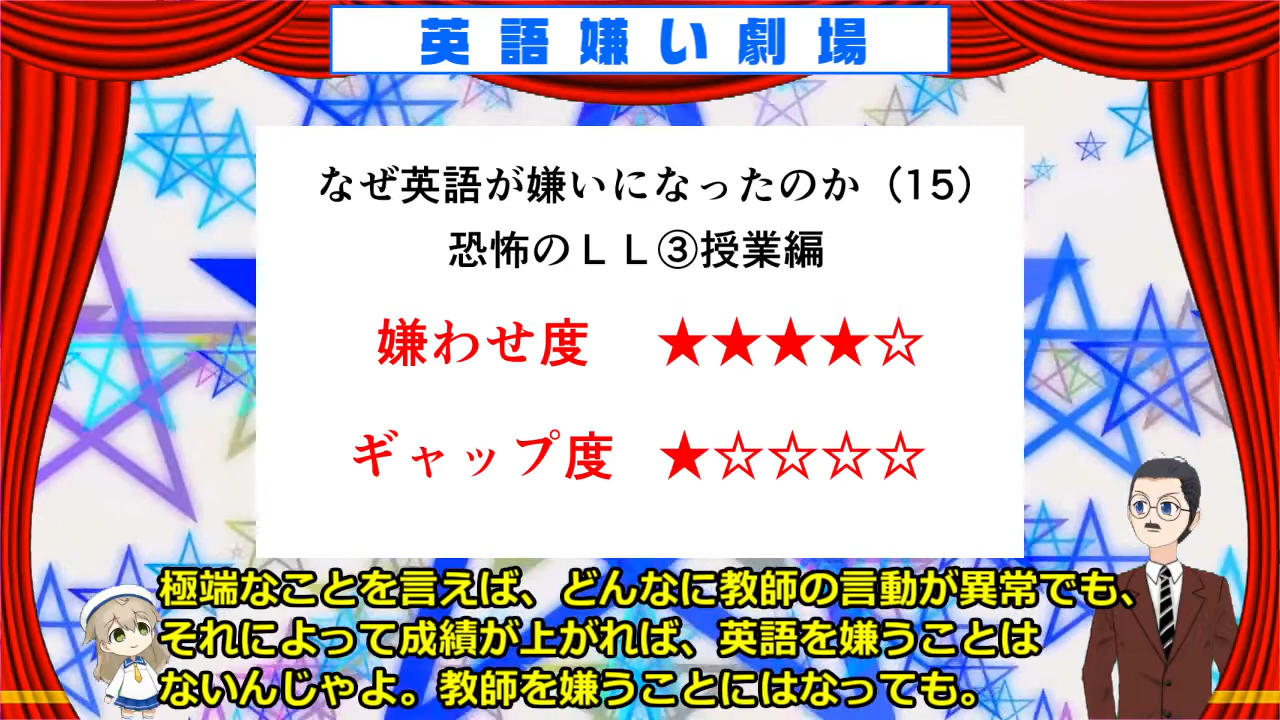 英語嫌い劇場
なぜ英語が嫌いになったのか（15）
恐怖のＬＬ③授業編
嫌わせ度　★★★★☆
ギャップ度　★☆☆☆☆
極端なことを言えば、どんなに教師の言動が異常でも、
それによって成績が上がれば、英語を嫌うことは
ないんじゃよ。教師を嫌うことにはなっても。